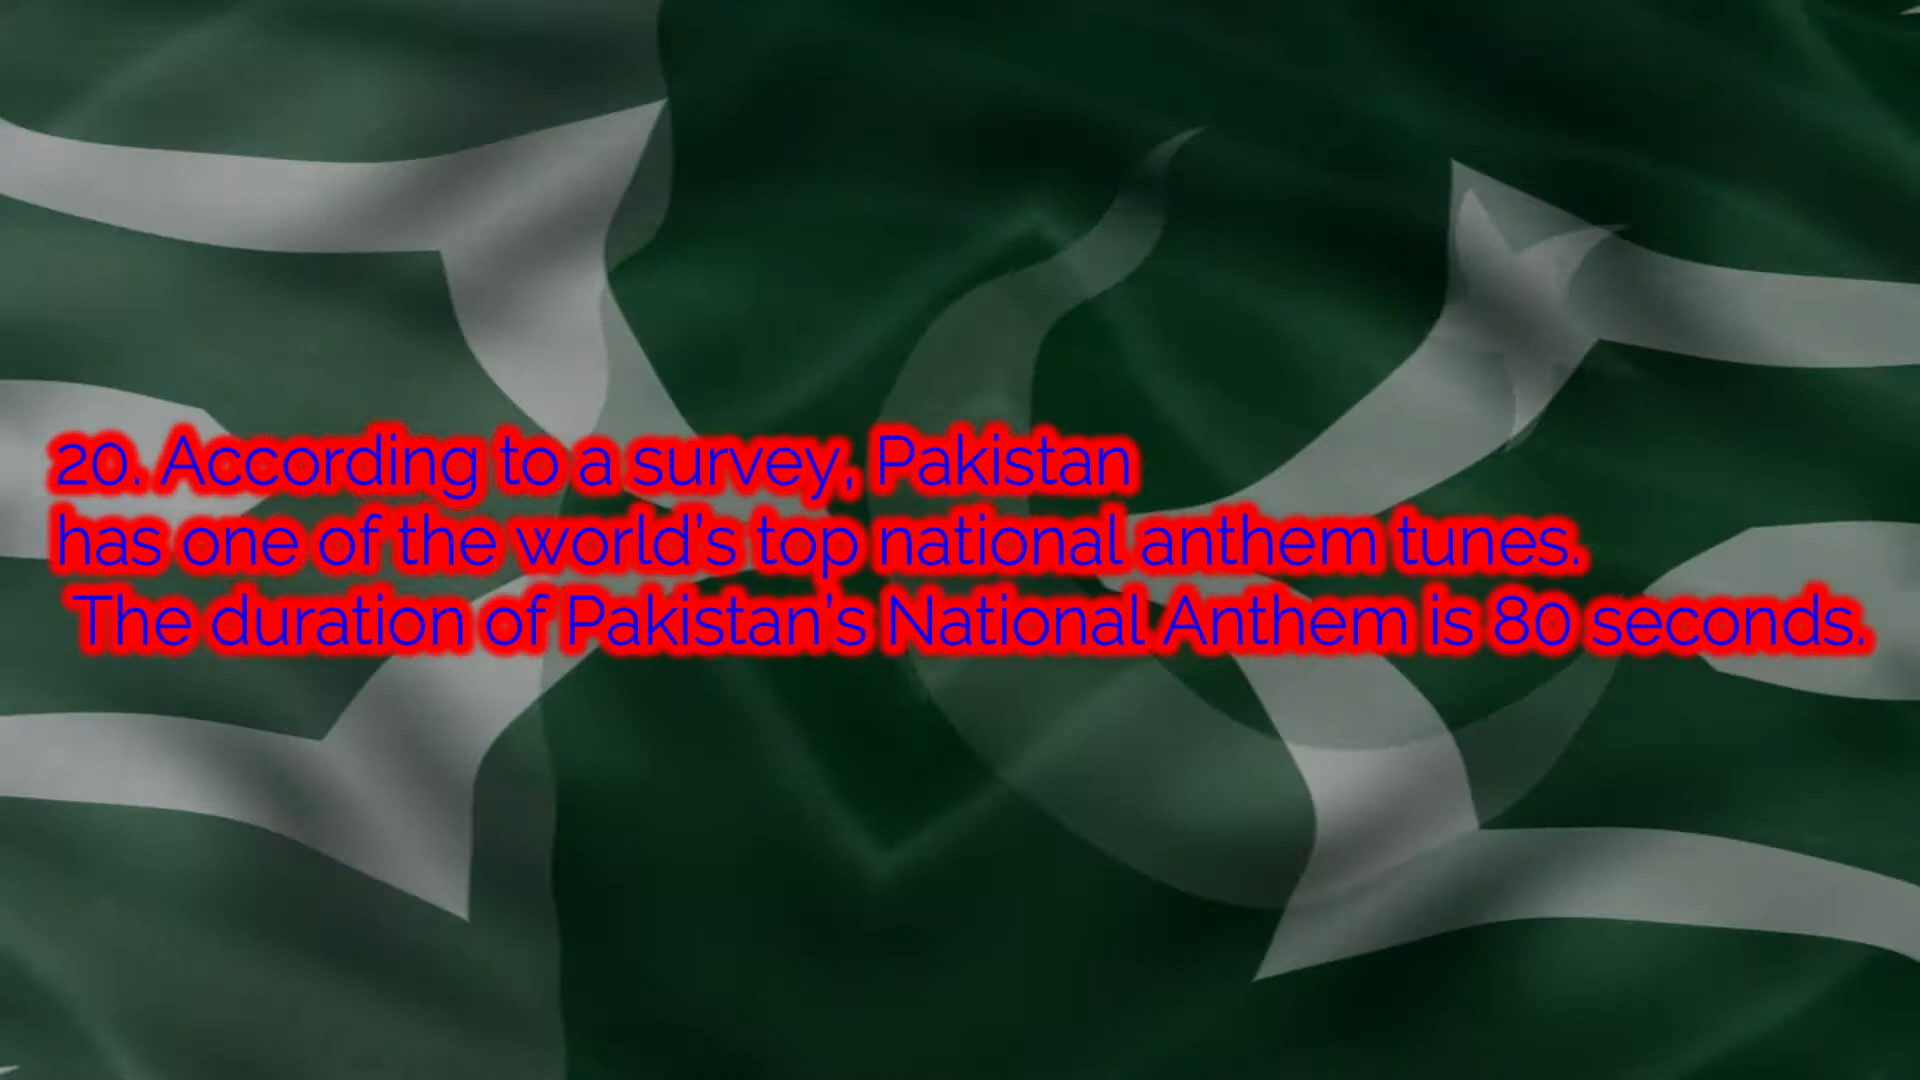 20. According to a survey, Pakistan
has one of the world's top national anthem tunes.
The duration of Pakistan's National Anthem is 80 seconds.